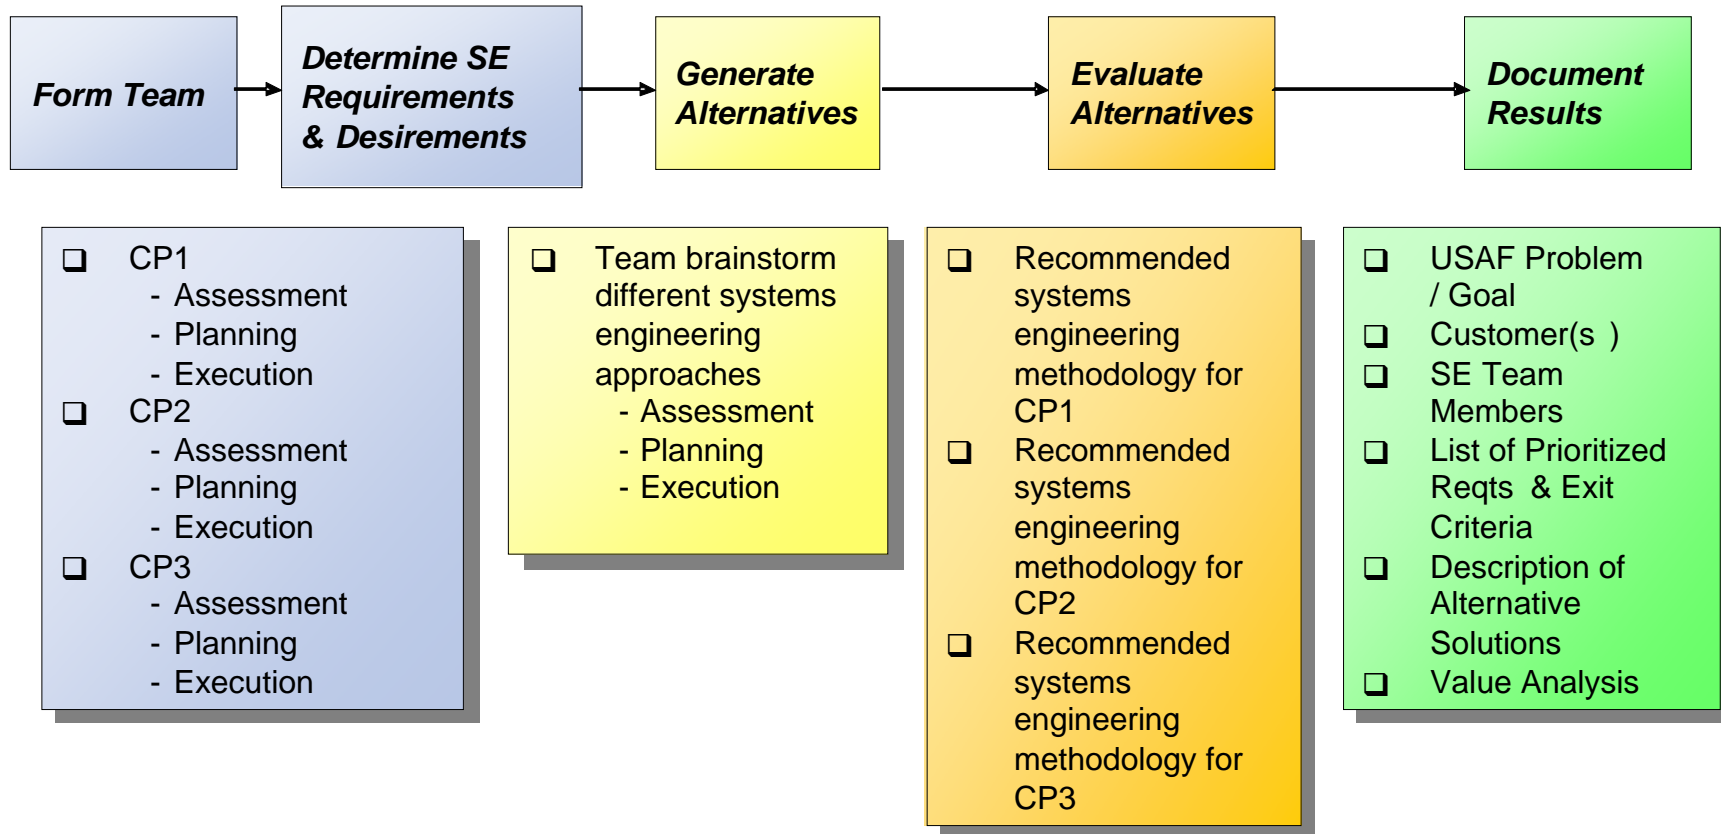 Form Team
Determine SE
Requirements
& Desirements
Generate
Alternatives
Evaluate
Alternatives
Document
Results
❑ CP1
- Assessment
- Planning
- Execution
❑ CP2
- Assessment
- Planning
- Execution
❑ CP3
- Assessment
- Planning
- Execution
❑ Team brainstorm
different systems
engineering
approaches
- Assessment
- Planning
- Execution
❑ Recommended
systems
engineering
methodology for
CP1
❑ Recommended
systems
engineering
methodology for
CP2
❑ Recommended
systems
engineering
methodology for
CP3
❑ USAF Problem
/ Goal
❑ Customer(s )
❑ SE Team
Members
❑ List of Prioritized
Reqts & Exit
Criteria
❑ Description of
Alternative
Solutions
❑ Value Analysis